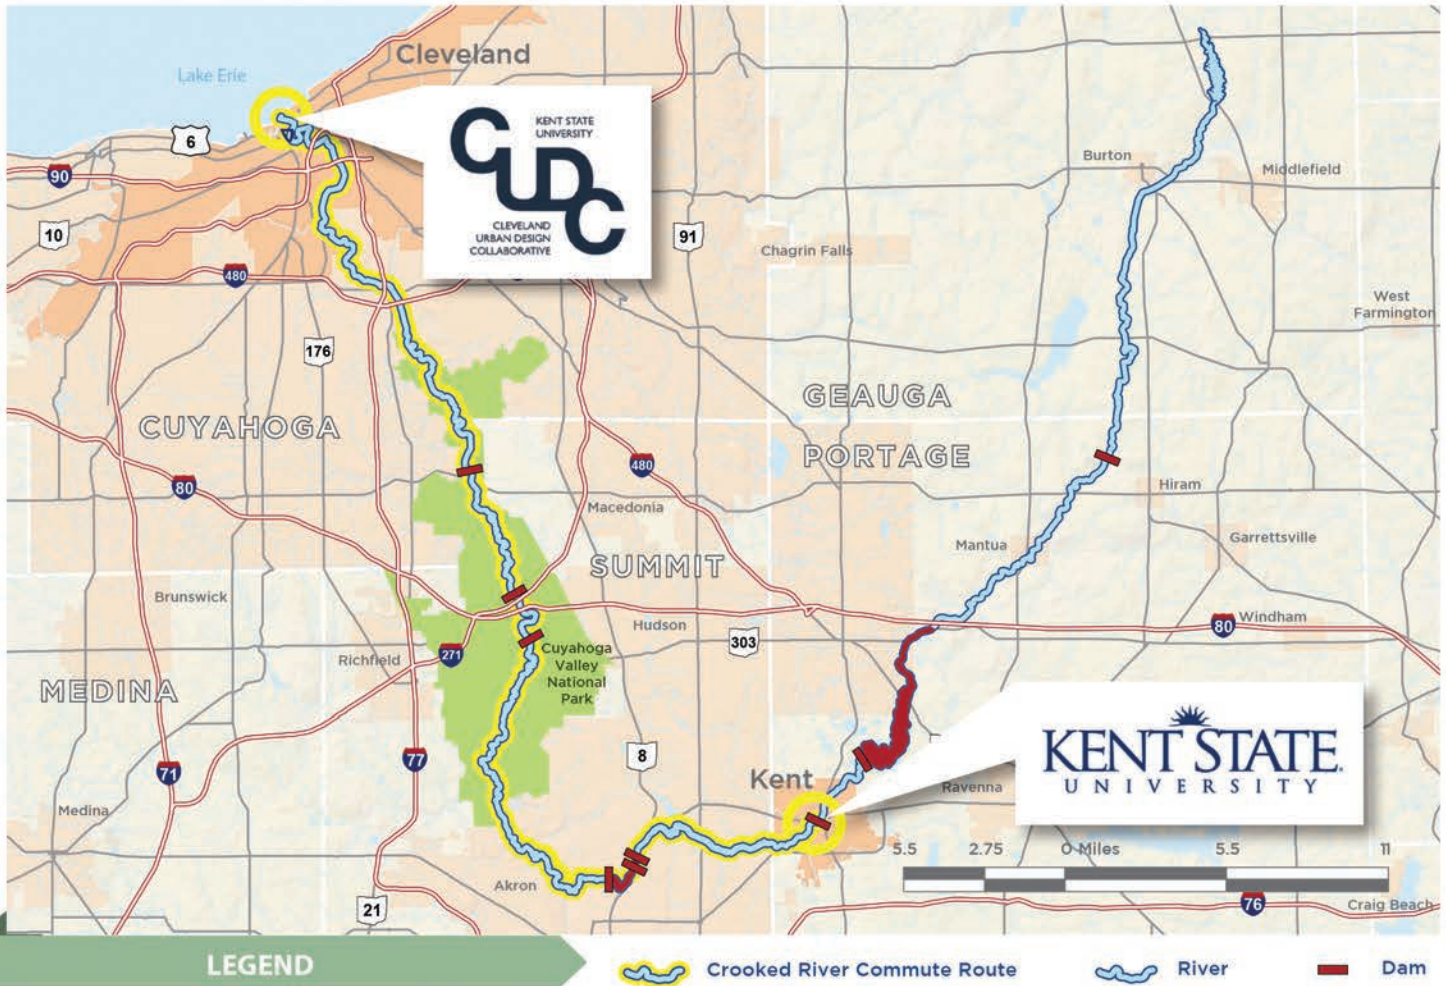 Cleveland
Lake Erie
6
90
10
KENT STATE
UNIVERSITY
CUDC
CLEVELAND
URBAN DESIGN
COLLABORATIVE
91
Burton
Middlefield
Chagrin Falls
480
West
Farmington
176
GEAUGA
CUYAHOGA
PORTAGE
480
80
Hiram
Macedonia
Garrettsville
Mantua
SUMMIT
Brunswick
Windham
80
Hudson
303
Richfield
271
Cuyahoga
Valley
National
Park
MEDINA
8
KENT STATE
UNIVERSITY
77
71
Kent
Ravenna
Medina
5.5 2.75 0 Miles 5.5 11
Akron
21
76
Craig Beach
LEGEND
Crooked River Commute Route
River
Dam